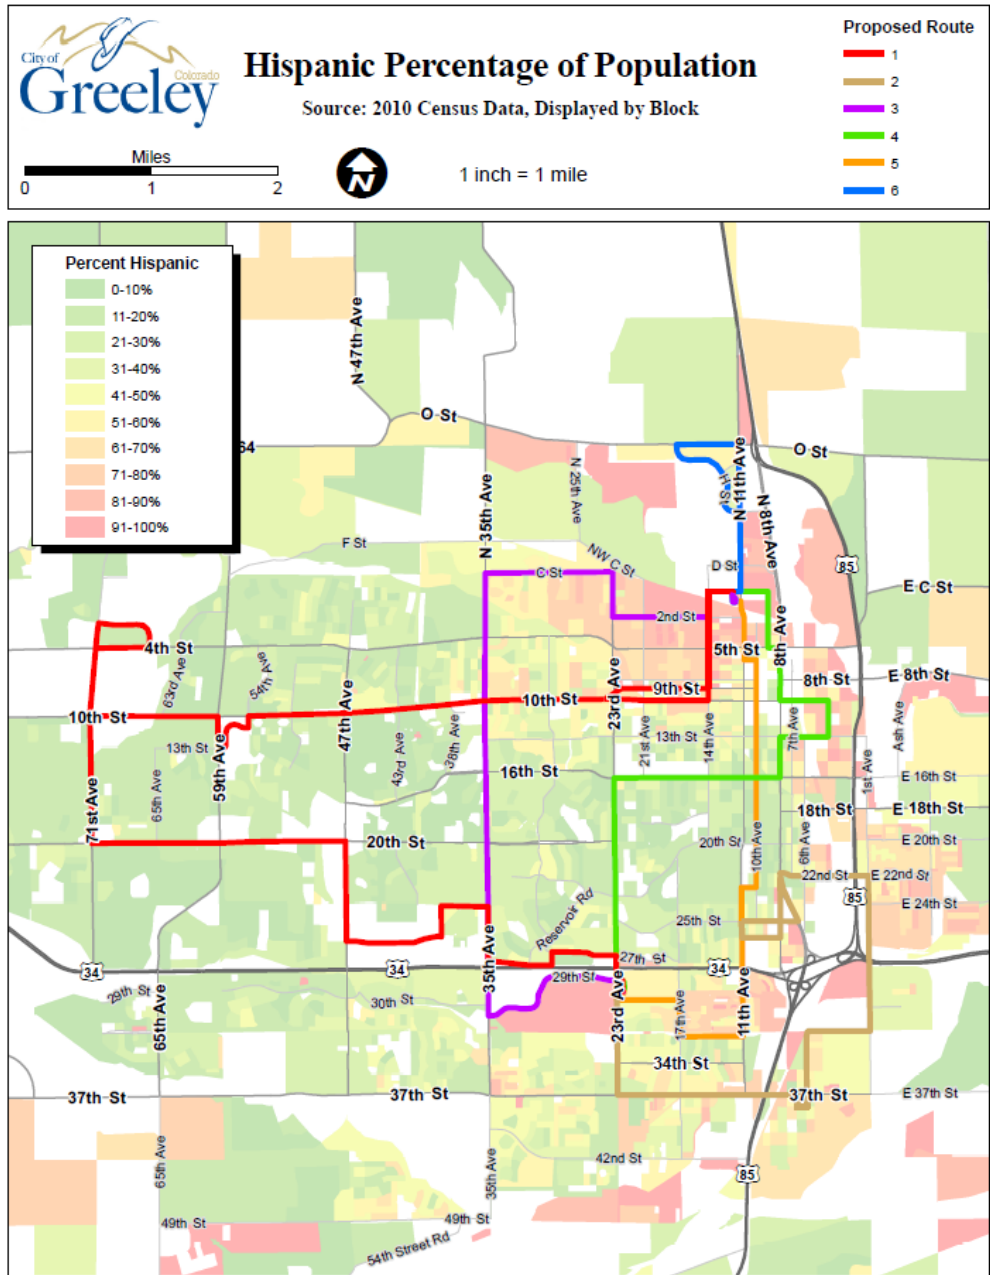 City of
Greeley
Colorado
Hispanic Percentage of Population
Source: 2010 Census Data, Displayed by Block
Miles
0 1 2
N
1 inch = 1 mile
Proposed Route
1
2
3
4
5
6
Percent Hispanic
0-10%
11-20%
21-30%
31-40%
41-50%
51-60%
61-70%
71-80%
81-90%
91-100%
N 47th Ave
O St
64
O St
N 35th Ave
N 25th Ave
H St
N 11th Ave
N 8th Ave
F St
NW C St
C St
D St
85
E C St
2nd St
4th St
5th St
8th Ave
63rd Ave
54th Ave
47th Ave
23rd Ave
9th St
8th St
E 8th St
10th St
10th St
13th St
59th Ave
43rd Ave
38th Ave
21st Ave
13th St
14th Ave
7th Ave
Ash Ave
1st Ave
16th St
E 16th St
71st Ave
65th Ave
18th St
E 18th St
20th St
20th St
10th Ave
6th Ave
E 20th St
22nd St
E 22nd St
85
E 24th St
Reservoir Rd
25th St
35th Ave
27th St
34
34
34
29th St
29th St
30th St
65th Ave
23rd Ave
17th Ave
11th Ave
34th St
37th St
37th St
37th St
E 37th St
65th Ave
35th Ave
42nd St
85
49th St
49th St
54th Street Rd